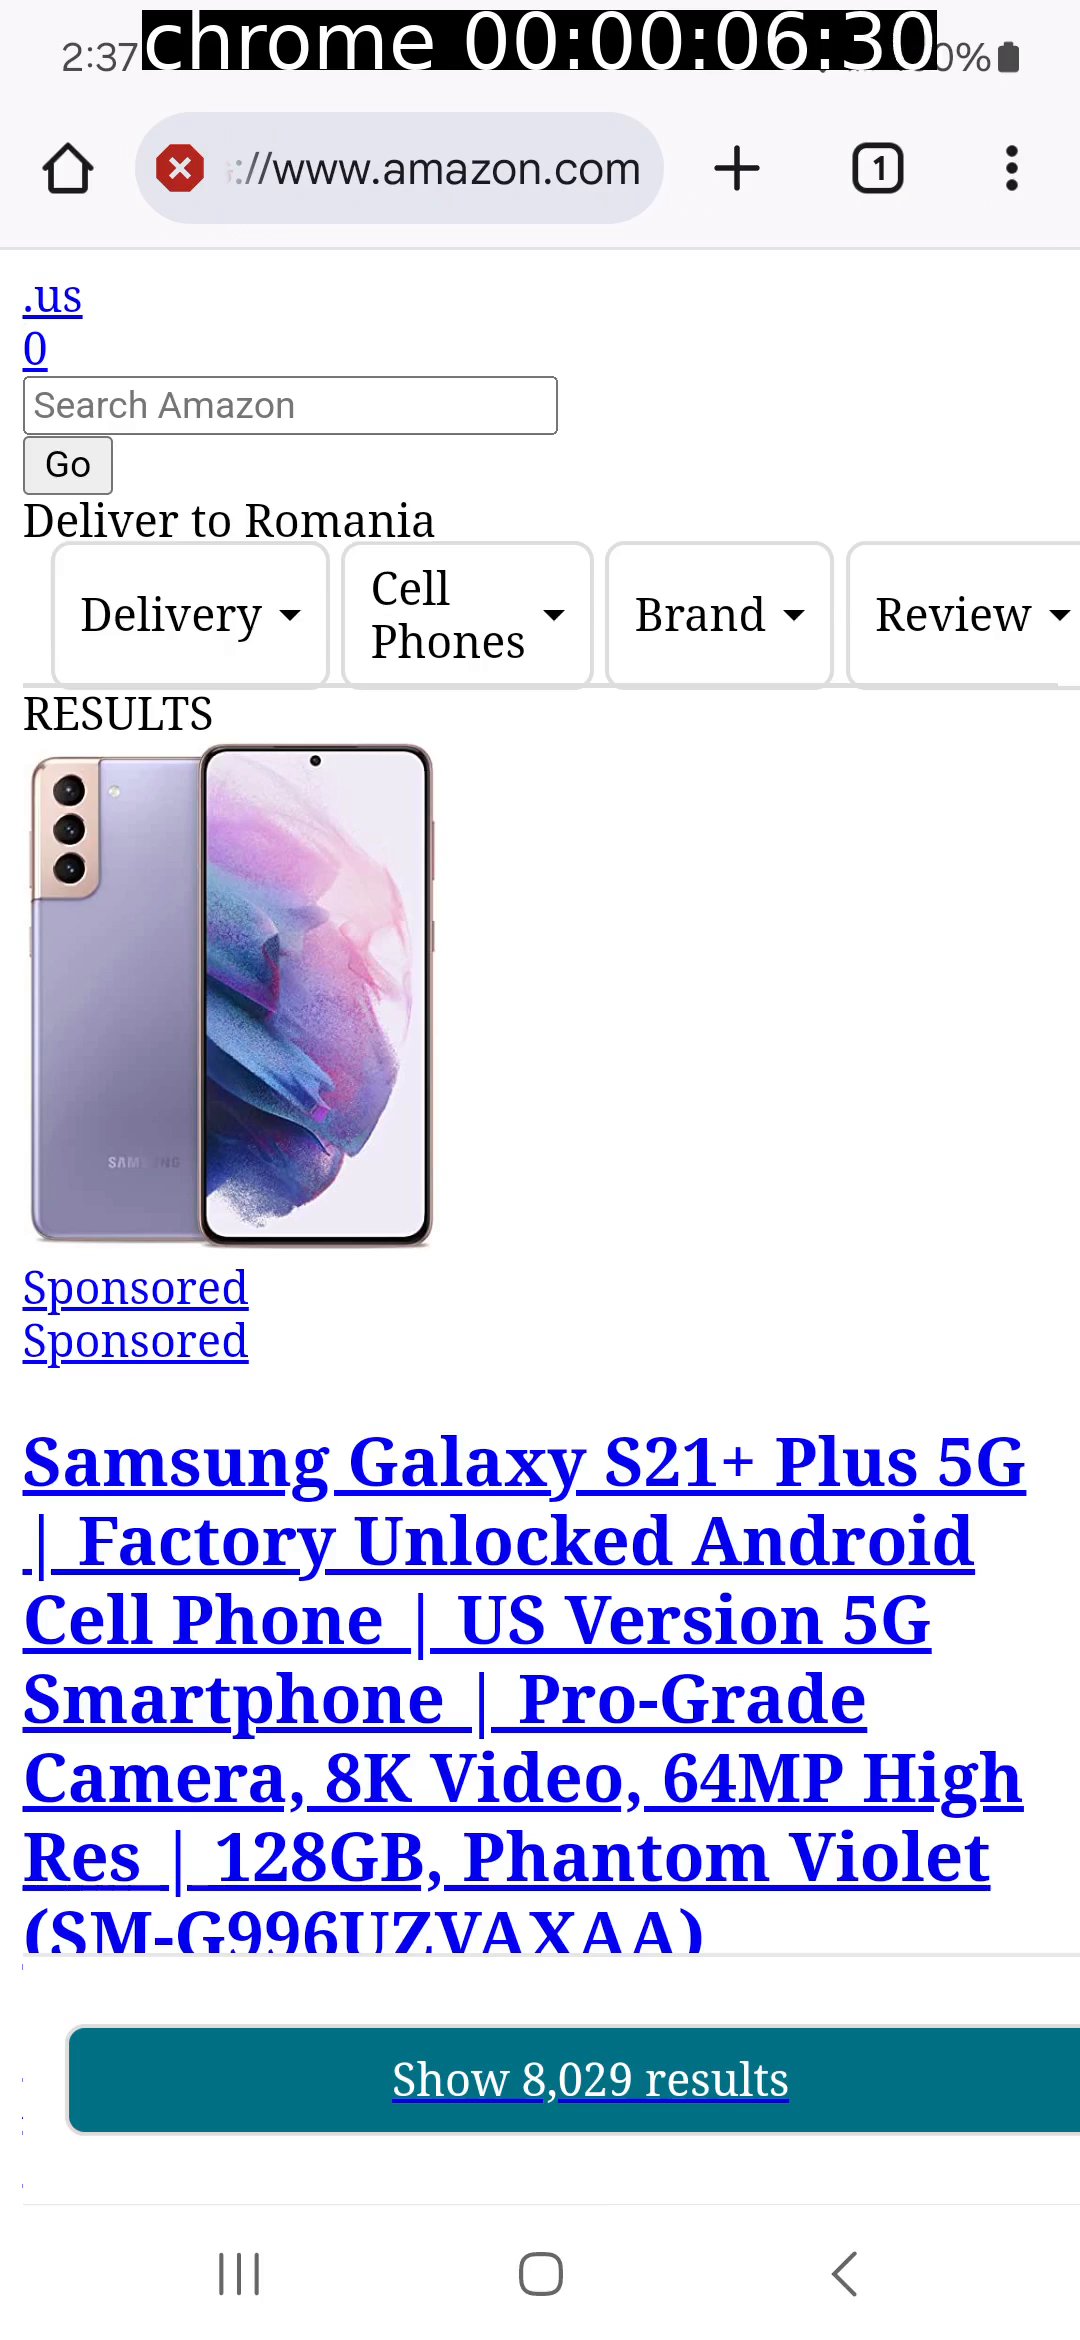 2:37
chrome 00:00:06:30
0%
://www.amazon.com
1
.us
0
Search Amazon
Go
Deliver to Romania
Delivery
Cell
Phones
Brand
Review
RESULTS
SAMSUNG
Sponsored
Sponsored
Samsung Galaxy S21+ Plus 5G
| Factory Unlocked Android
Cell Phone | US Version 5G
Smartphone | Pro-Grade
Camera, 8K Video, 64MP High
Res | 128GB, Phantom Violet
(SM-G996UZVAXAA)
Show 8,029 results